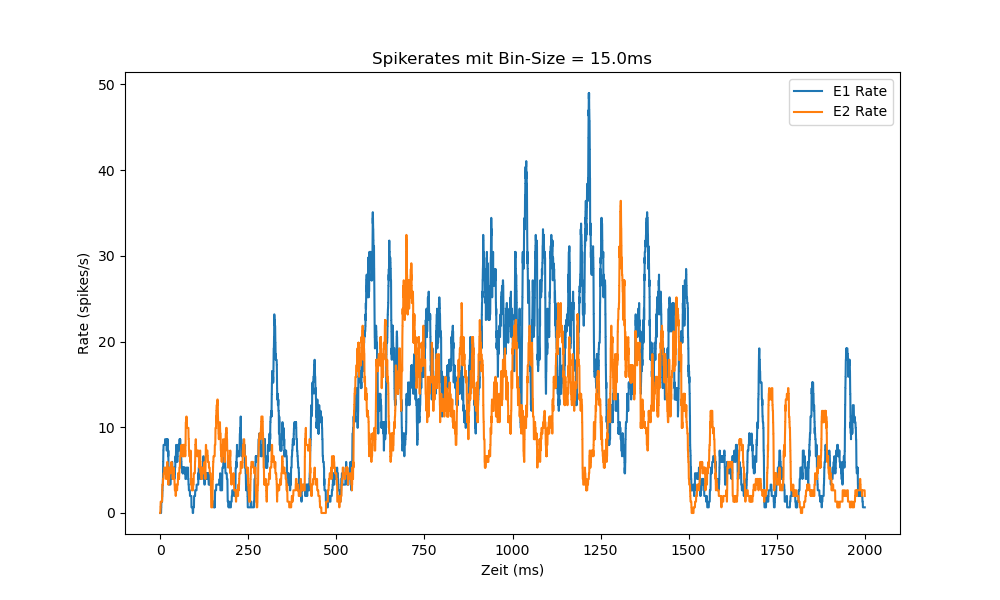 Spikerates mit Bin-Size = 15.0ms
E1 Rate
E2 Rate
50
40
30
20
10
0
Rate (spikes/s)
0 250 500 750 1000 1250 1500 1750 2000
Zeit (ms)